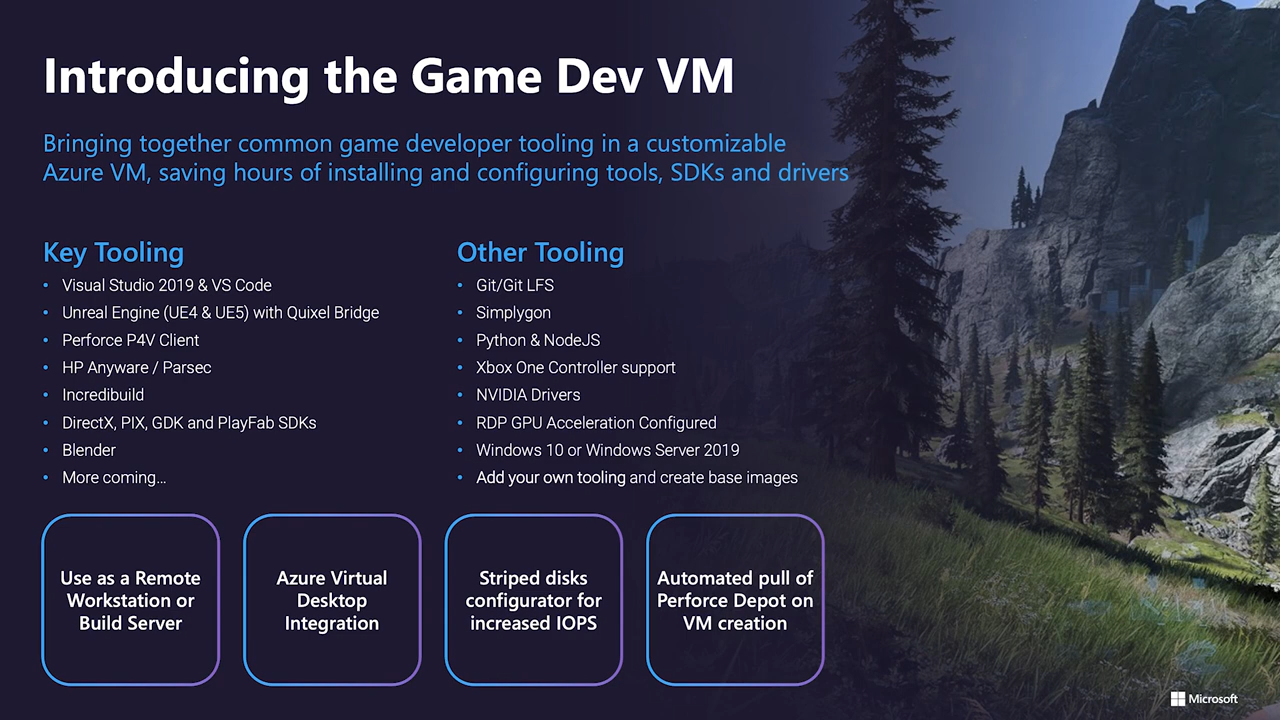 Introducing the Game Dev VM
Bringing together common game developer tooling in a customizable
Azure VM, saving hours of installing and configuring tools, SDKs and drivers
Key Tooling
• Visual Studio 2019 & VS Code
• Unreal Engine (UE4 & UE5) with Quixel Bridge
• Perforce P4V Client
• HP Anyware / Parsec
• Incredibuild
• DirectX, PIX, GDK and PlayFab SDKs
• Blender
• More coming...
Other Tooling
• Git/Git LFS
• Simplygon
• Python & NodeJS
• Xbox One Controller support
• NVIDIA Drivers
• RDP GPU Acceleration Configured
• Windows 10 or Windows Server 2019
• Add your own tooling and create base images
Use as a Remote
Workstation or
Build Server
Azure Virtual
Desktop
Integration
Striped disks
configurator for
increased IOPS
Automated pull of
Perforce Depot on
VM creation
Microsoft